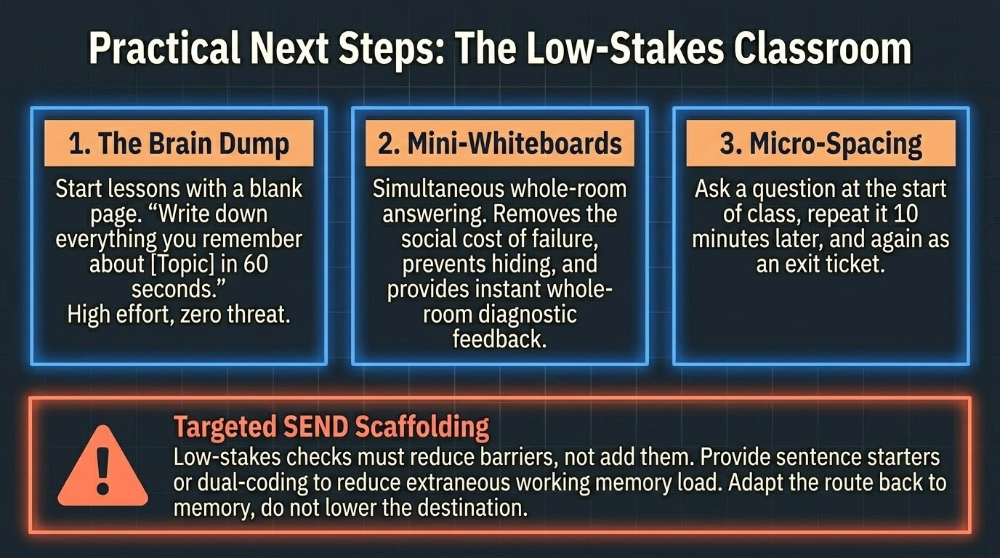 Practical Next Steps: The Low-Stakes Classroom
1. The Brain Dump
Start lessons with a blank
page. “Write down
everything you remember
about [Topic] in 60
seconds.”
High effort, zero threat.
2. Mini-Whiteboards
Simultaneous whole-room
answering. Removes the
social cost of failure,
prevents hiding, and
provides instant whole-
room diagnostic
feedback.
3. Micro-Spacing
Ask a question at the start
of class, repeat it 10
minutes later, and again as
an exit ticket.
Targeted SEND Scaffolding
Low-stakes checks must reduce barriers, not add them. Provide sentence starters
or dual-coding to reduce extraneous working memory load. Adapt the route back to
memory, do not lower the destination.